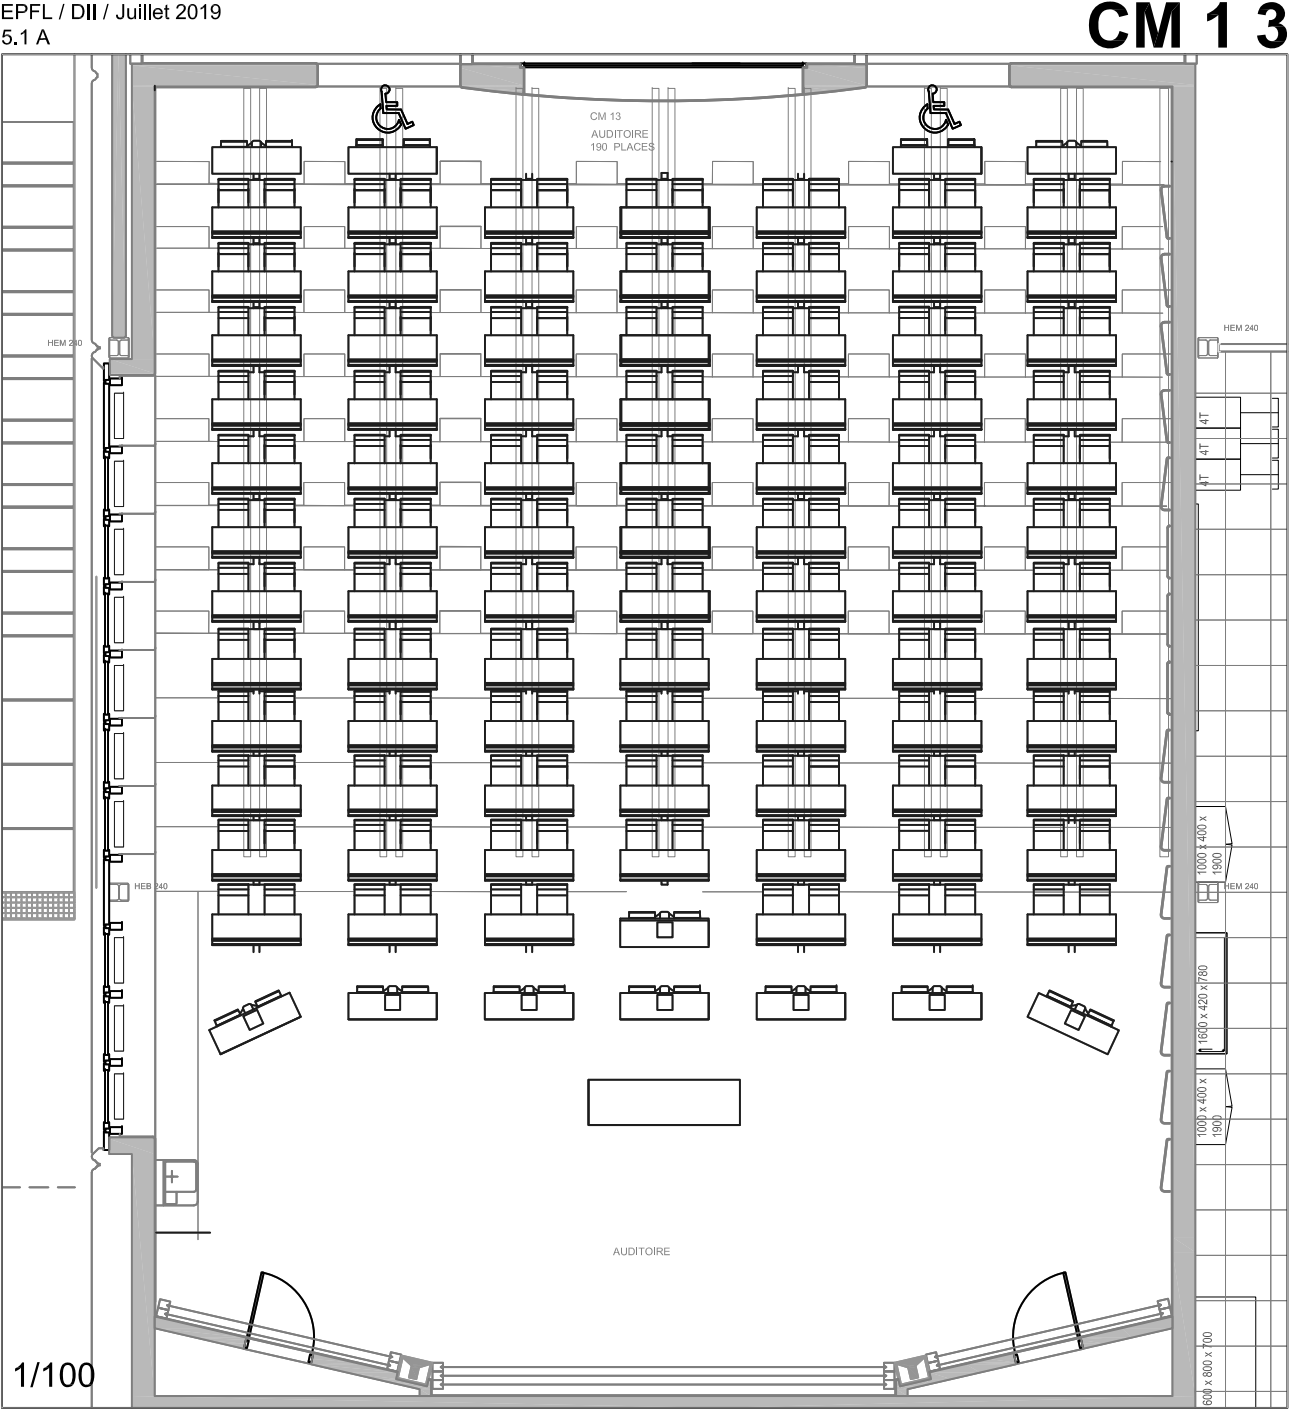 EPFL / DII / Juillet 2019
5.1 A
CM 1 3
CM 13
AUDITOIRE
190 PLACES
HEM 240
HEM 240
4T
4T
4T
1000 x 400 x
1900
HEB 240
HEM 240
1600 x 420 x 780
1000 x 400 x
1900
AUDITOIRE
600 x 800 x 700
1/100